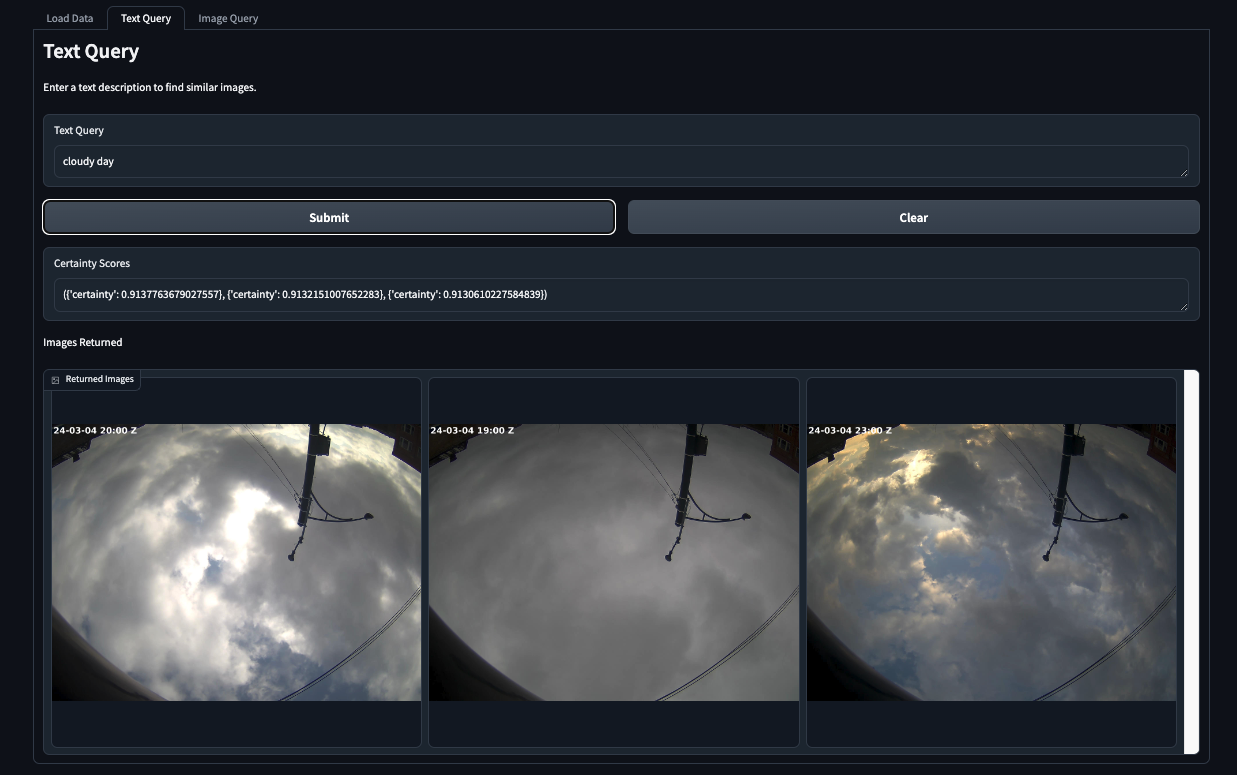 Load Data Text Query Image Query
Text Query
Enter a text description to find similar images.
Text Query
cloudy day
Submit Clear
Certainty Scores
({'certainty': 0.9137763679027557}, {'certainty': 0.9132151007652283}, {'certainty': 0.9130610227584839})
Images Returned
Returned Images
24-03-04 20:00 Z 24-03-04 19:00 Z 24-03-04 23:00 Z